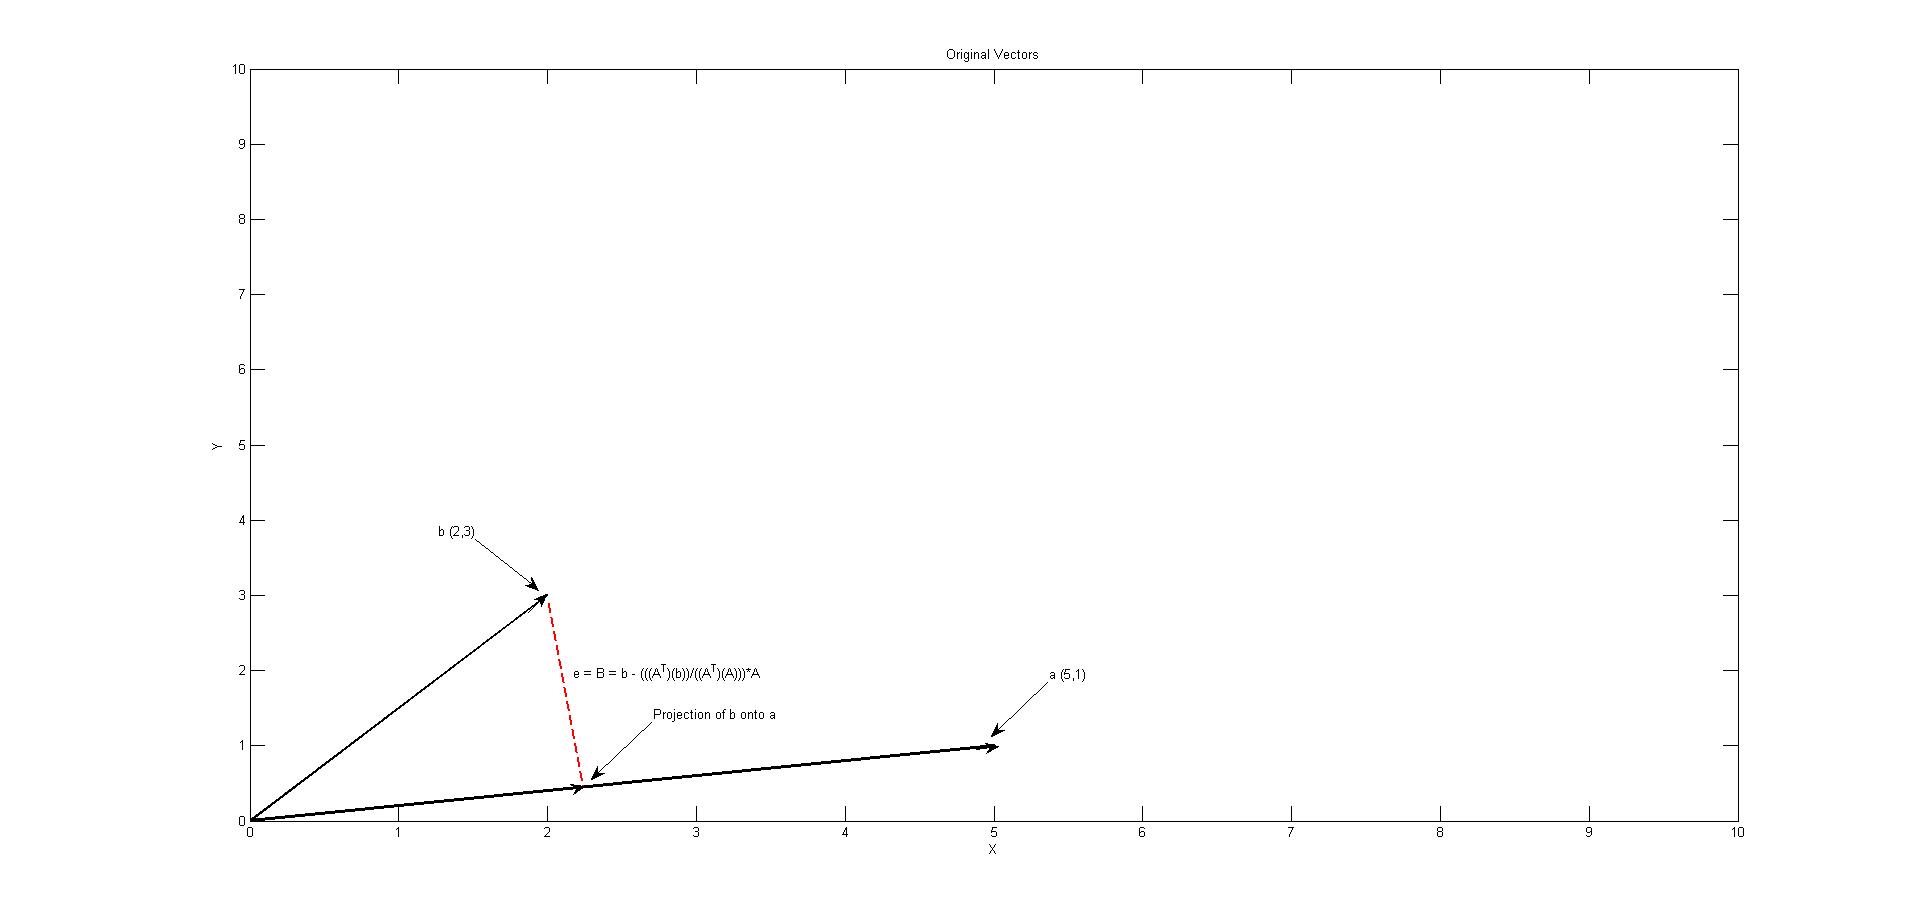 Original Vectors
10
9
8
7
6
5
4
3
2
1
0
Y
b (2,3)
e = B = b - (((A^T)(b))/((A^T)(A)))*A
a (5,1)
Projection of b onto a
0 1 2 3 4 5 6 7 8 9 10
X